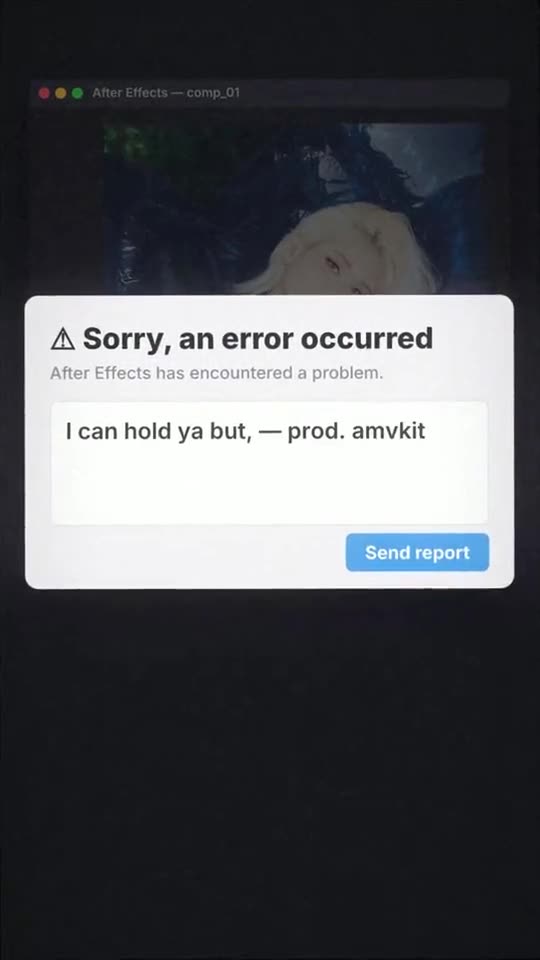 After Effects — comp_01
⚠ Sorry, an error occurred
After Effects has encountered a problem.
I can hold ya but, — prod. amvkit
Send report